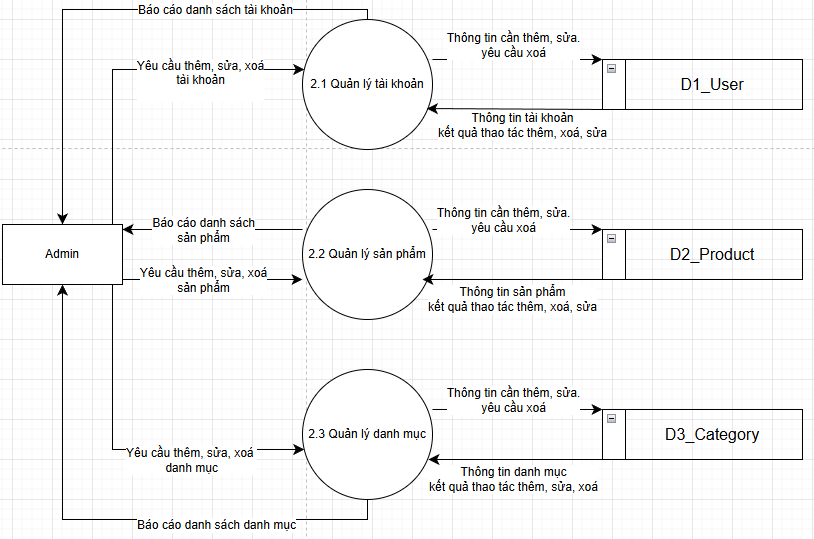 Báo cáo danh sách tài khoản
Yêu cầu thêm, sửa, xoá
tài khoản
2.1 Quản lý tài khoản
Thông tin cần thêm, sửa.
yêu cầu xoá
D1_User
Thông tin tài khoản
kết quả thao tác thêm, xoá, sửa
Admin
Báo cáo danh sách
sản phẩm
Yêu cầu thêm, sửa, xoá
sản phẩm
2.2 Quản lý sản phẩm
Thông tin cần thêm, sửa.
yêu cầu xoá
D2_Product
Thông tin sản phẩm
kết quả thao tác thêm, xoá, sửa
2.3 Quản lý danh mục
Thông tin cần thêm, sửa.
yêu cầu xoá
D3_Category
Yêu cầu thêm, sửa, xoá
danh mục
Thông tin danh mục
kết quả thao tác thêm, sửa, xoá
Báo cáo danh sách danh mục